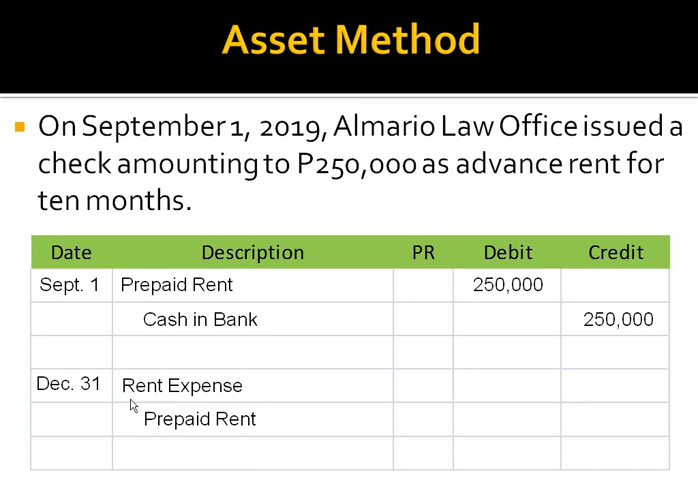 Asset Method
On September 1, 2019, Almario Law Office issued a
check amounting to P250,000 as advance rent for
ten months.
Date Description PR Debit Credit
Sept. 1 Prepaid Rent 250,000
Cash in Bank 250,000
Dec. 31 Rent Expense
Prepaid Rent